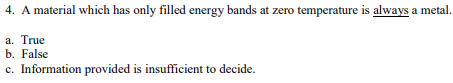 4. A material which has only filled energy bands at zero temperature is always a metal.
a. True
b. False
c. Information provided is insufficient to decide.